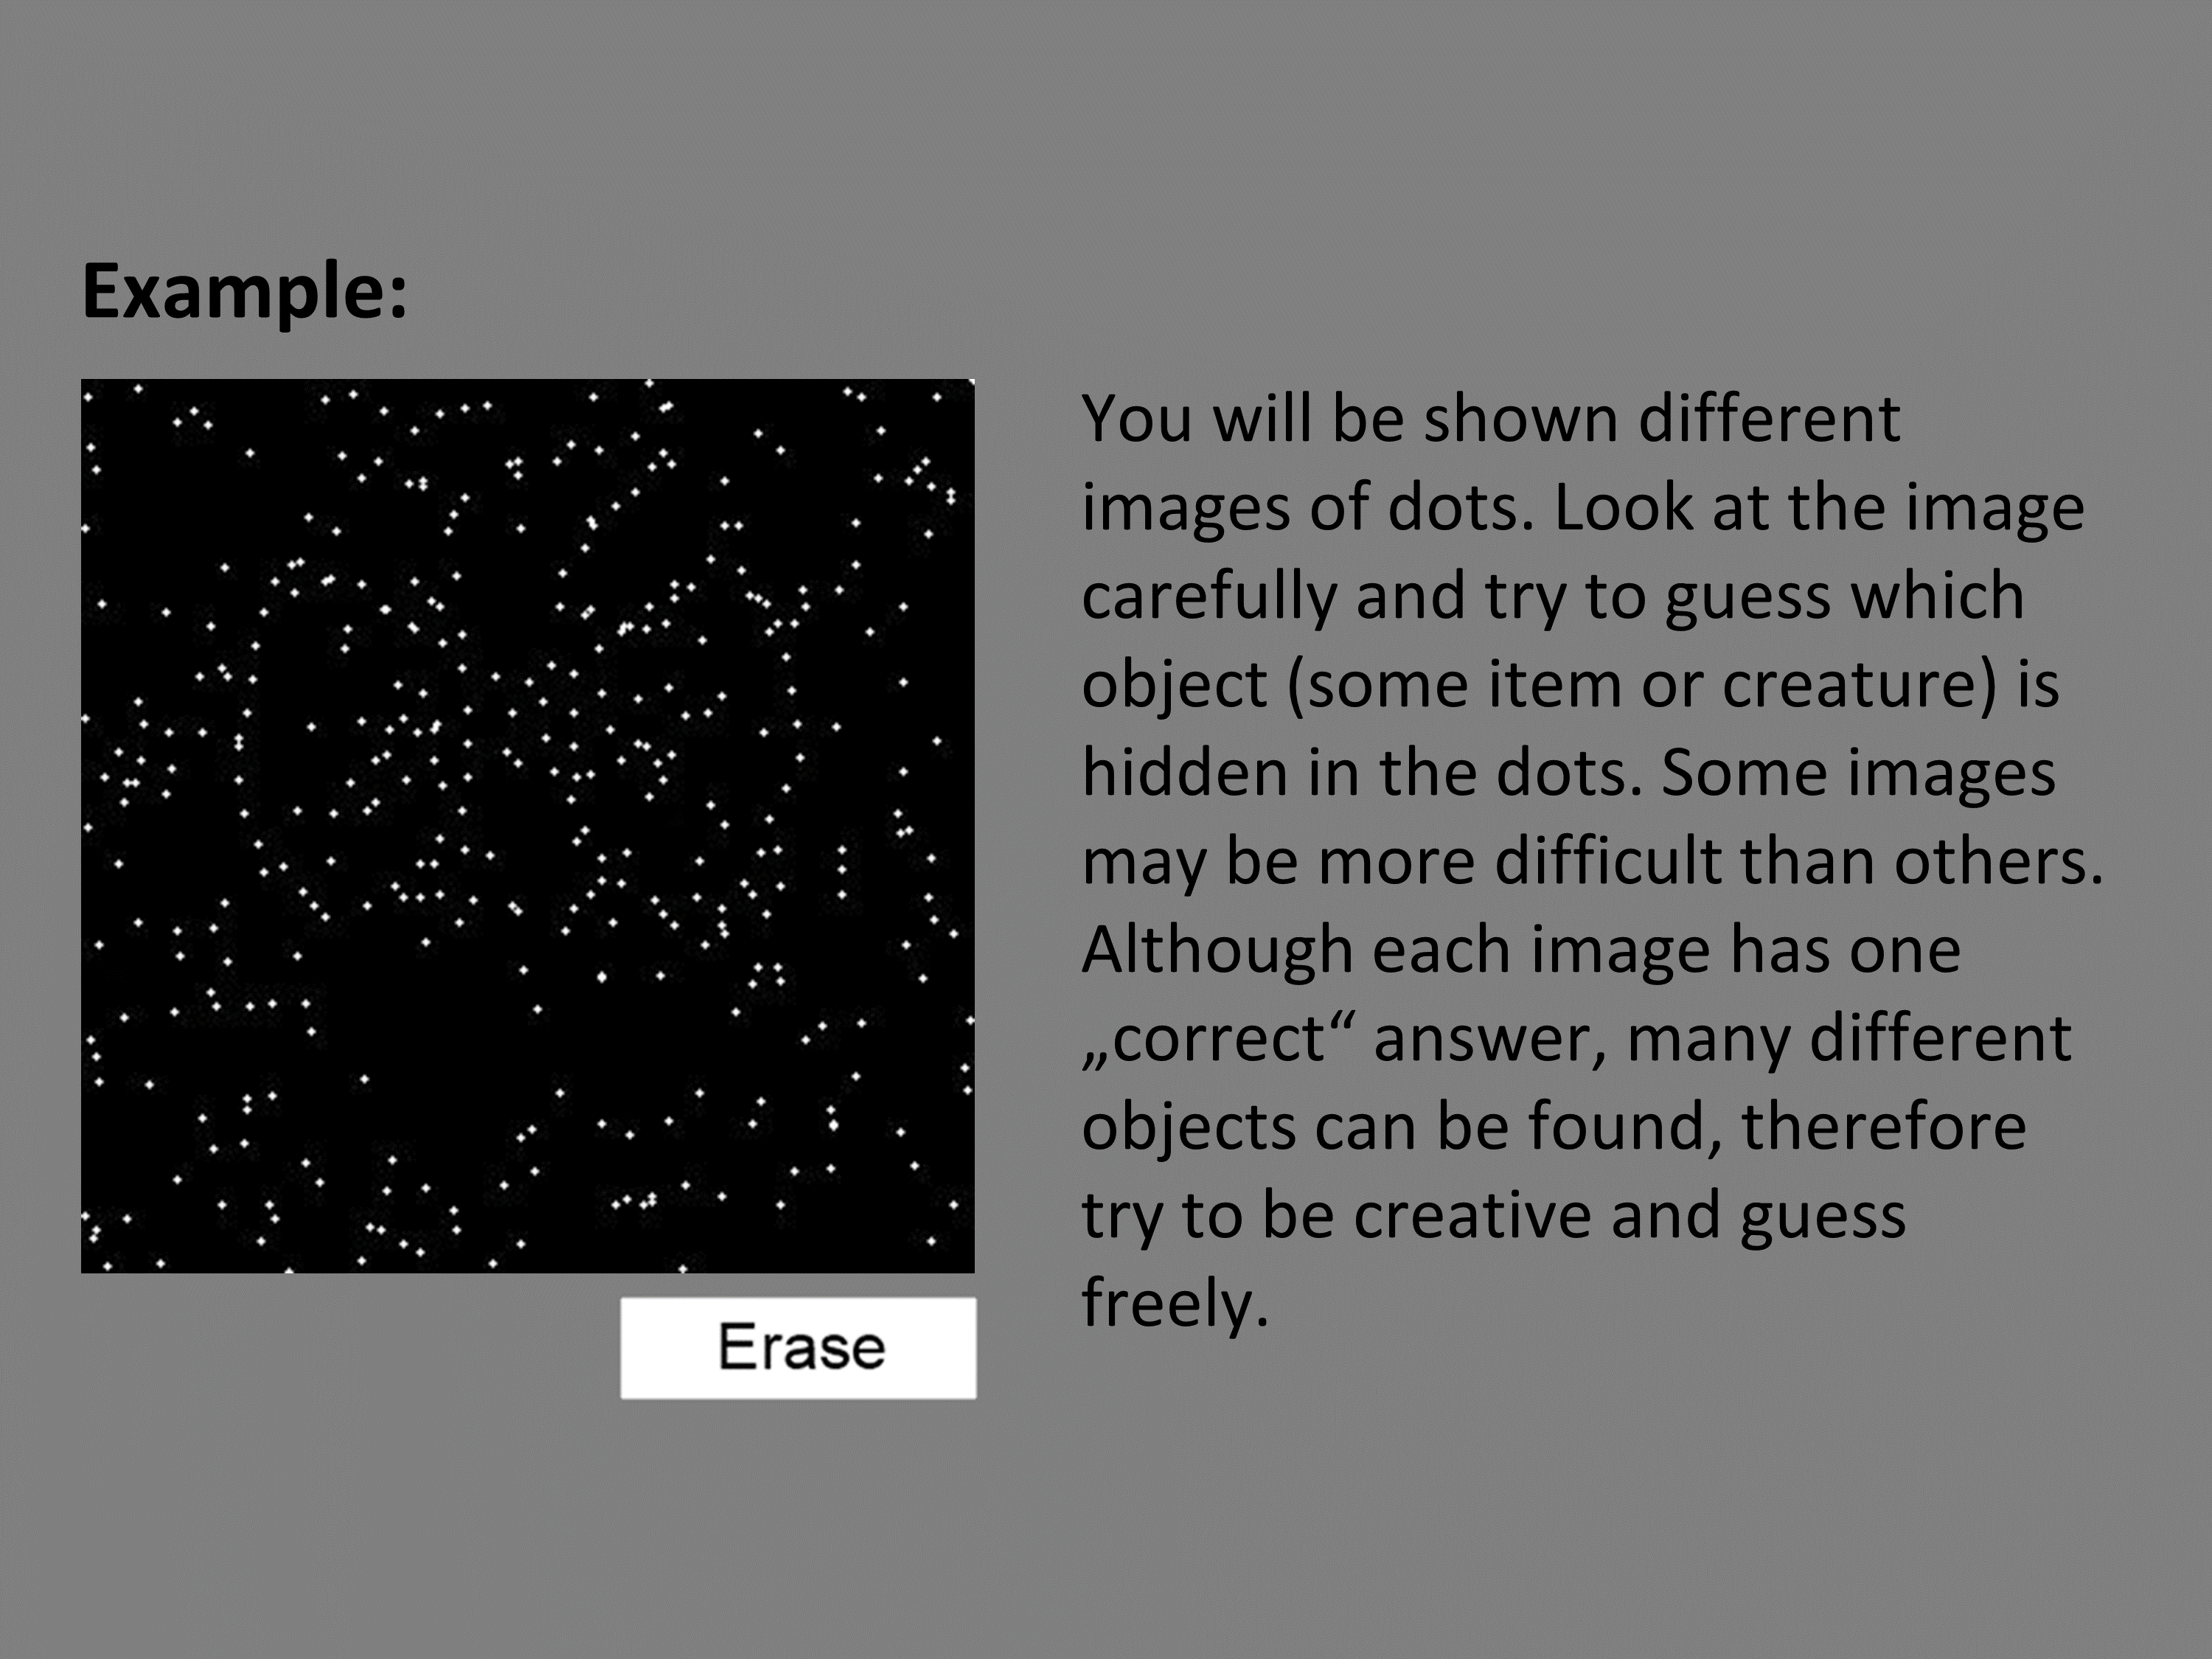 Example:
You will be shown different
images of dots. Look at the image
carefully and try to guess which
object (some item or creature) is
hidden in the dots. Some images
may be more difficult than others.
Although each image has one
„correct“ answer, many different
objects can be found, therefore
try to be creative and guess
freely.
Erase